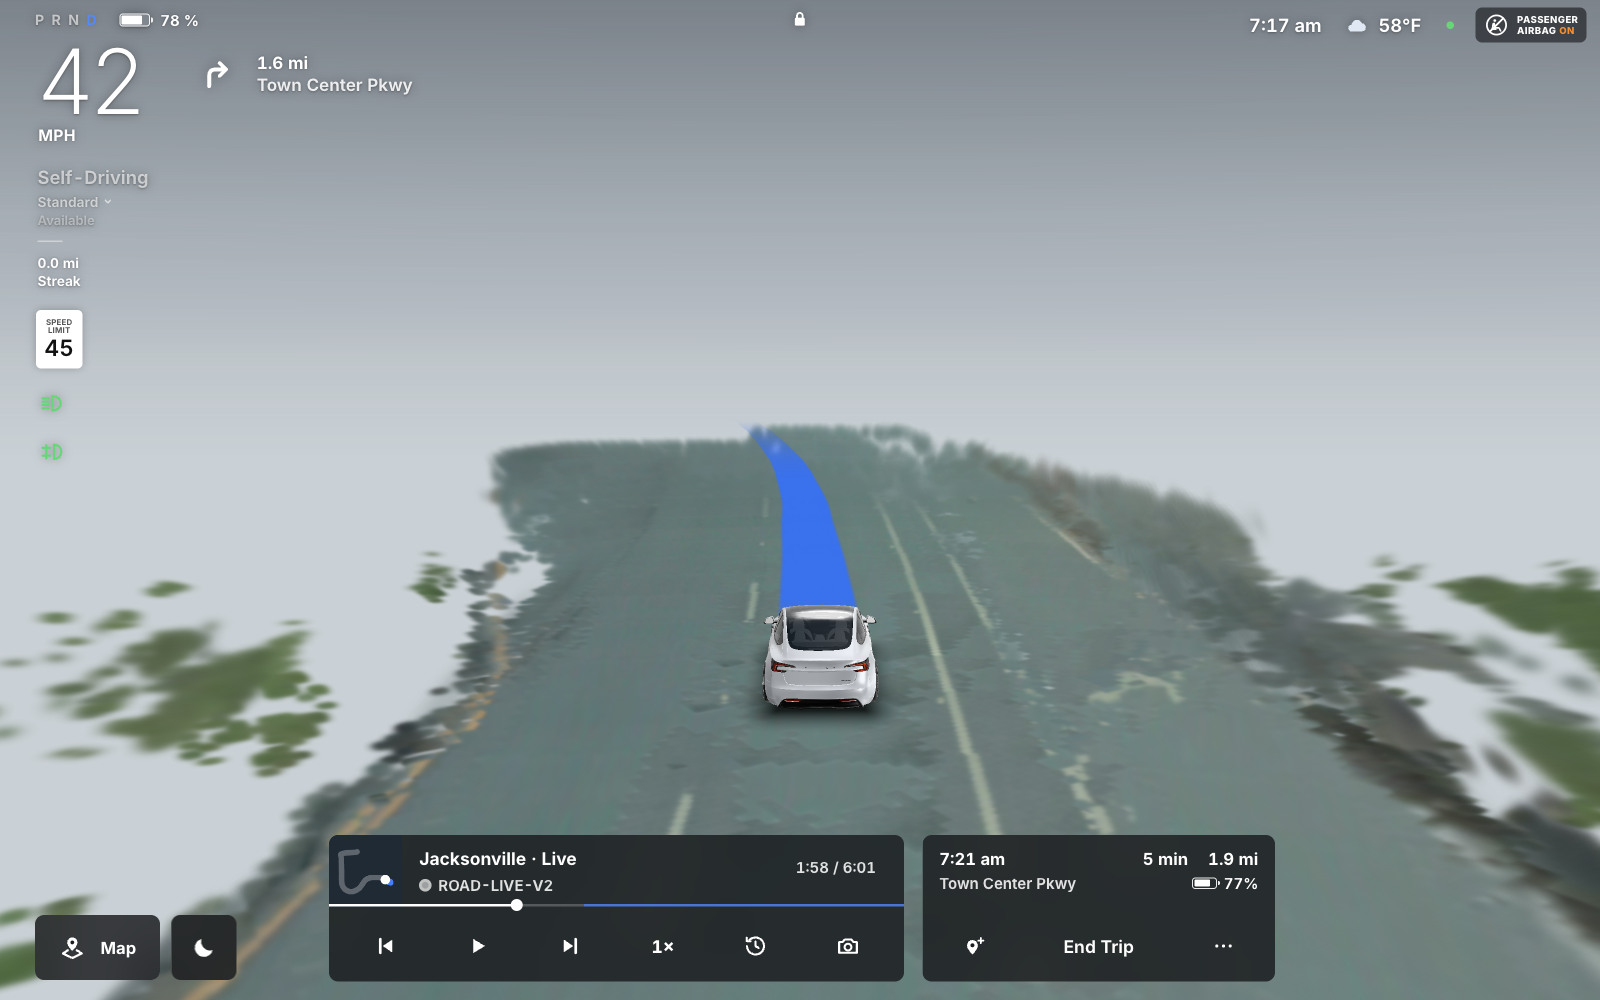 P R N D
78 %
7:17 am
58°F
PASSENGER
AIRBAG ON
42
MPH
1.6 mi
Town Center Pkwy
Self-Driving
Standard
Available
0.0 mi
Streak
SPEED
LIMIT
45
Map
Jacksonville · Live
ROAD-LIVE-V2
1:58 / 6:01
1×
7:21 am
5 min
1.9 mi
Town Center Pkwy
77%
End Trip